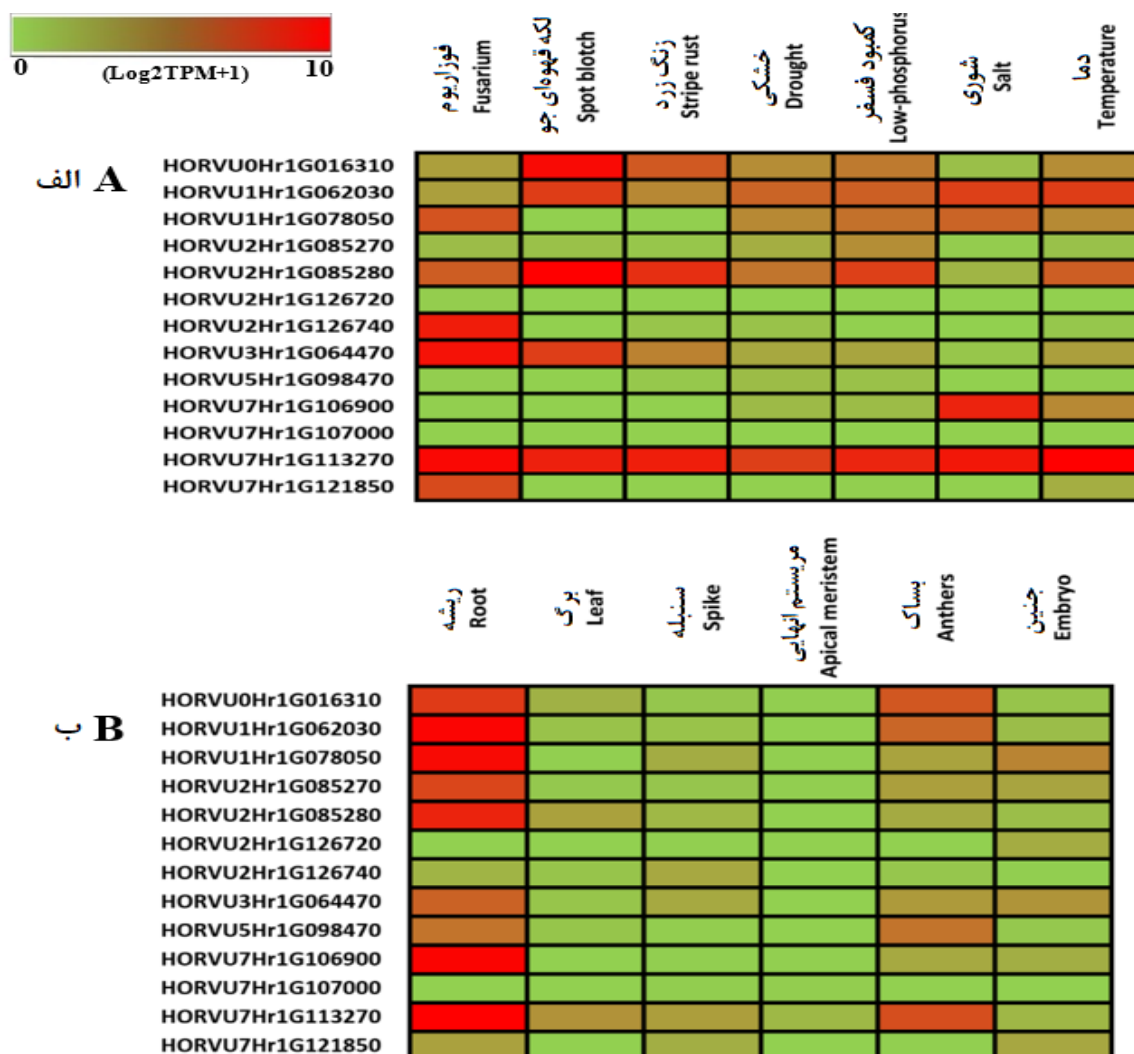 0 (Log2TPM+1) 10
فوزاریوم
Fusarium
لکه قهوه‌ای جو
Spot blotch
زنگ زرد
Stripe rust
خشکی
Drought
کمبود فسفر
Low-phosphorus
شوری
Salt
دما
Temperature
A الف
HORVU0Hr1G016310
HORVU1Hr1G062030
HORVU1Hr1G078050
HORVU2Hr1G085270
HORVU2Hr1G085280
HORVU2Hr1G126720
HORVU2Hr1G126740
HORVU3Hr1G064470
HORVU5Hr1G098470
HORVU7Hr1G106900
HORVU7Hr1G107000
HORVU7Hr1G113270
HORVU7Hr1G121850
ریشه
Root
برگ
Leaf
سنبله
Spike
مریستم انهایی
Apical meristem
بساک
Anthers
جنین
Embryo
B ب
HORVU0Hr1G016310
HORVU1Hr1G062030
HORVU1Hr1G078050
HORVU2Hr1G085270
HORVU2Hr1G085280
HORVU2Hr1G126720
HORVU2Hr1G126740
HORVU3Hr1G064470
HORVU5Hr1G098470
HORVU7Hr1G106900
HORVU7Hr1G107000
HORVU7Hr1G113270
HORVU7Hr1G121850